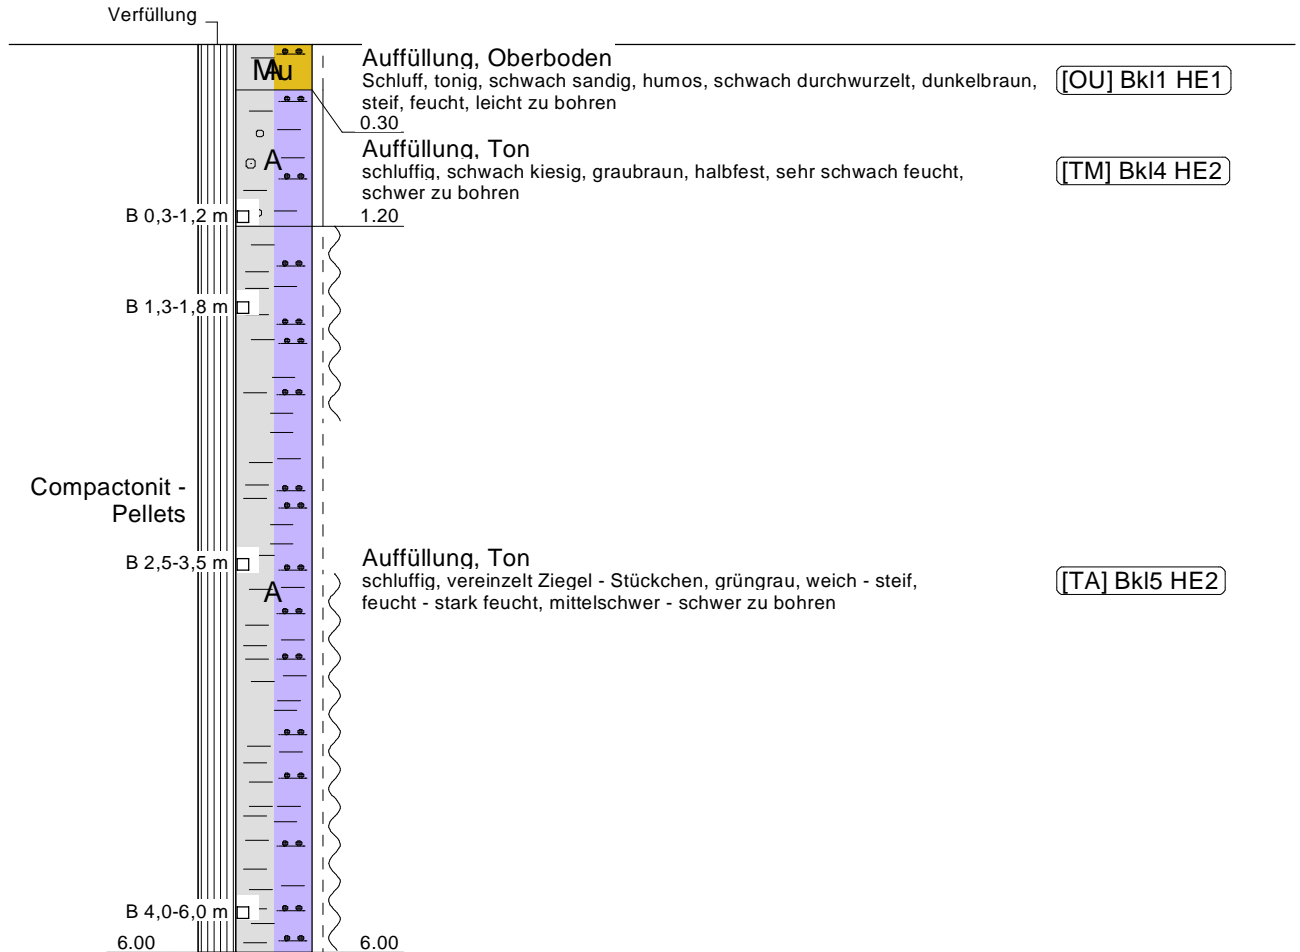 Verfüllung
Mu
A
Auffüllung, Oberboden
Schluff, tonig, schwach sandig, humos, schwach durchwurzelt, dunkelbraun,
steif, feucht, leicht zu bohren
[OU] Bkl1 HE1
0.30
A
Auffüllung, Ton
schluffig, schwach kiesig, graubraun, halbfest, sehr schwach feucht,
schwer zu bohren
[TM] Bkl4 HE2
B 0,3-1,2 m
1.20
B 1,3-1,8 m
Compactonit -
Pellets
B 2,5-3,5 m
A
Auffüllung, Ton
schluffig, vereinzelt Ziegel - Stückchen, grüngrau, weich - steif,
feucht - stark feucht, mittelschwer - schwer zu bohren
[TA] Bkl5 HE2
B 4,0-6,0 m
6.00
6.00